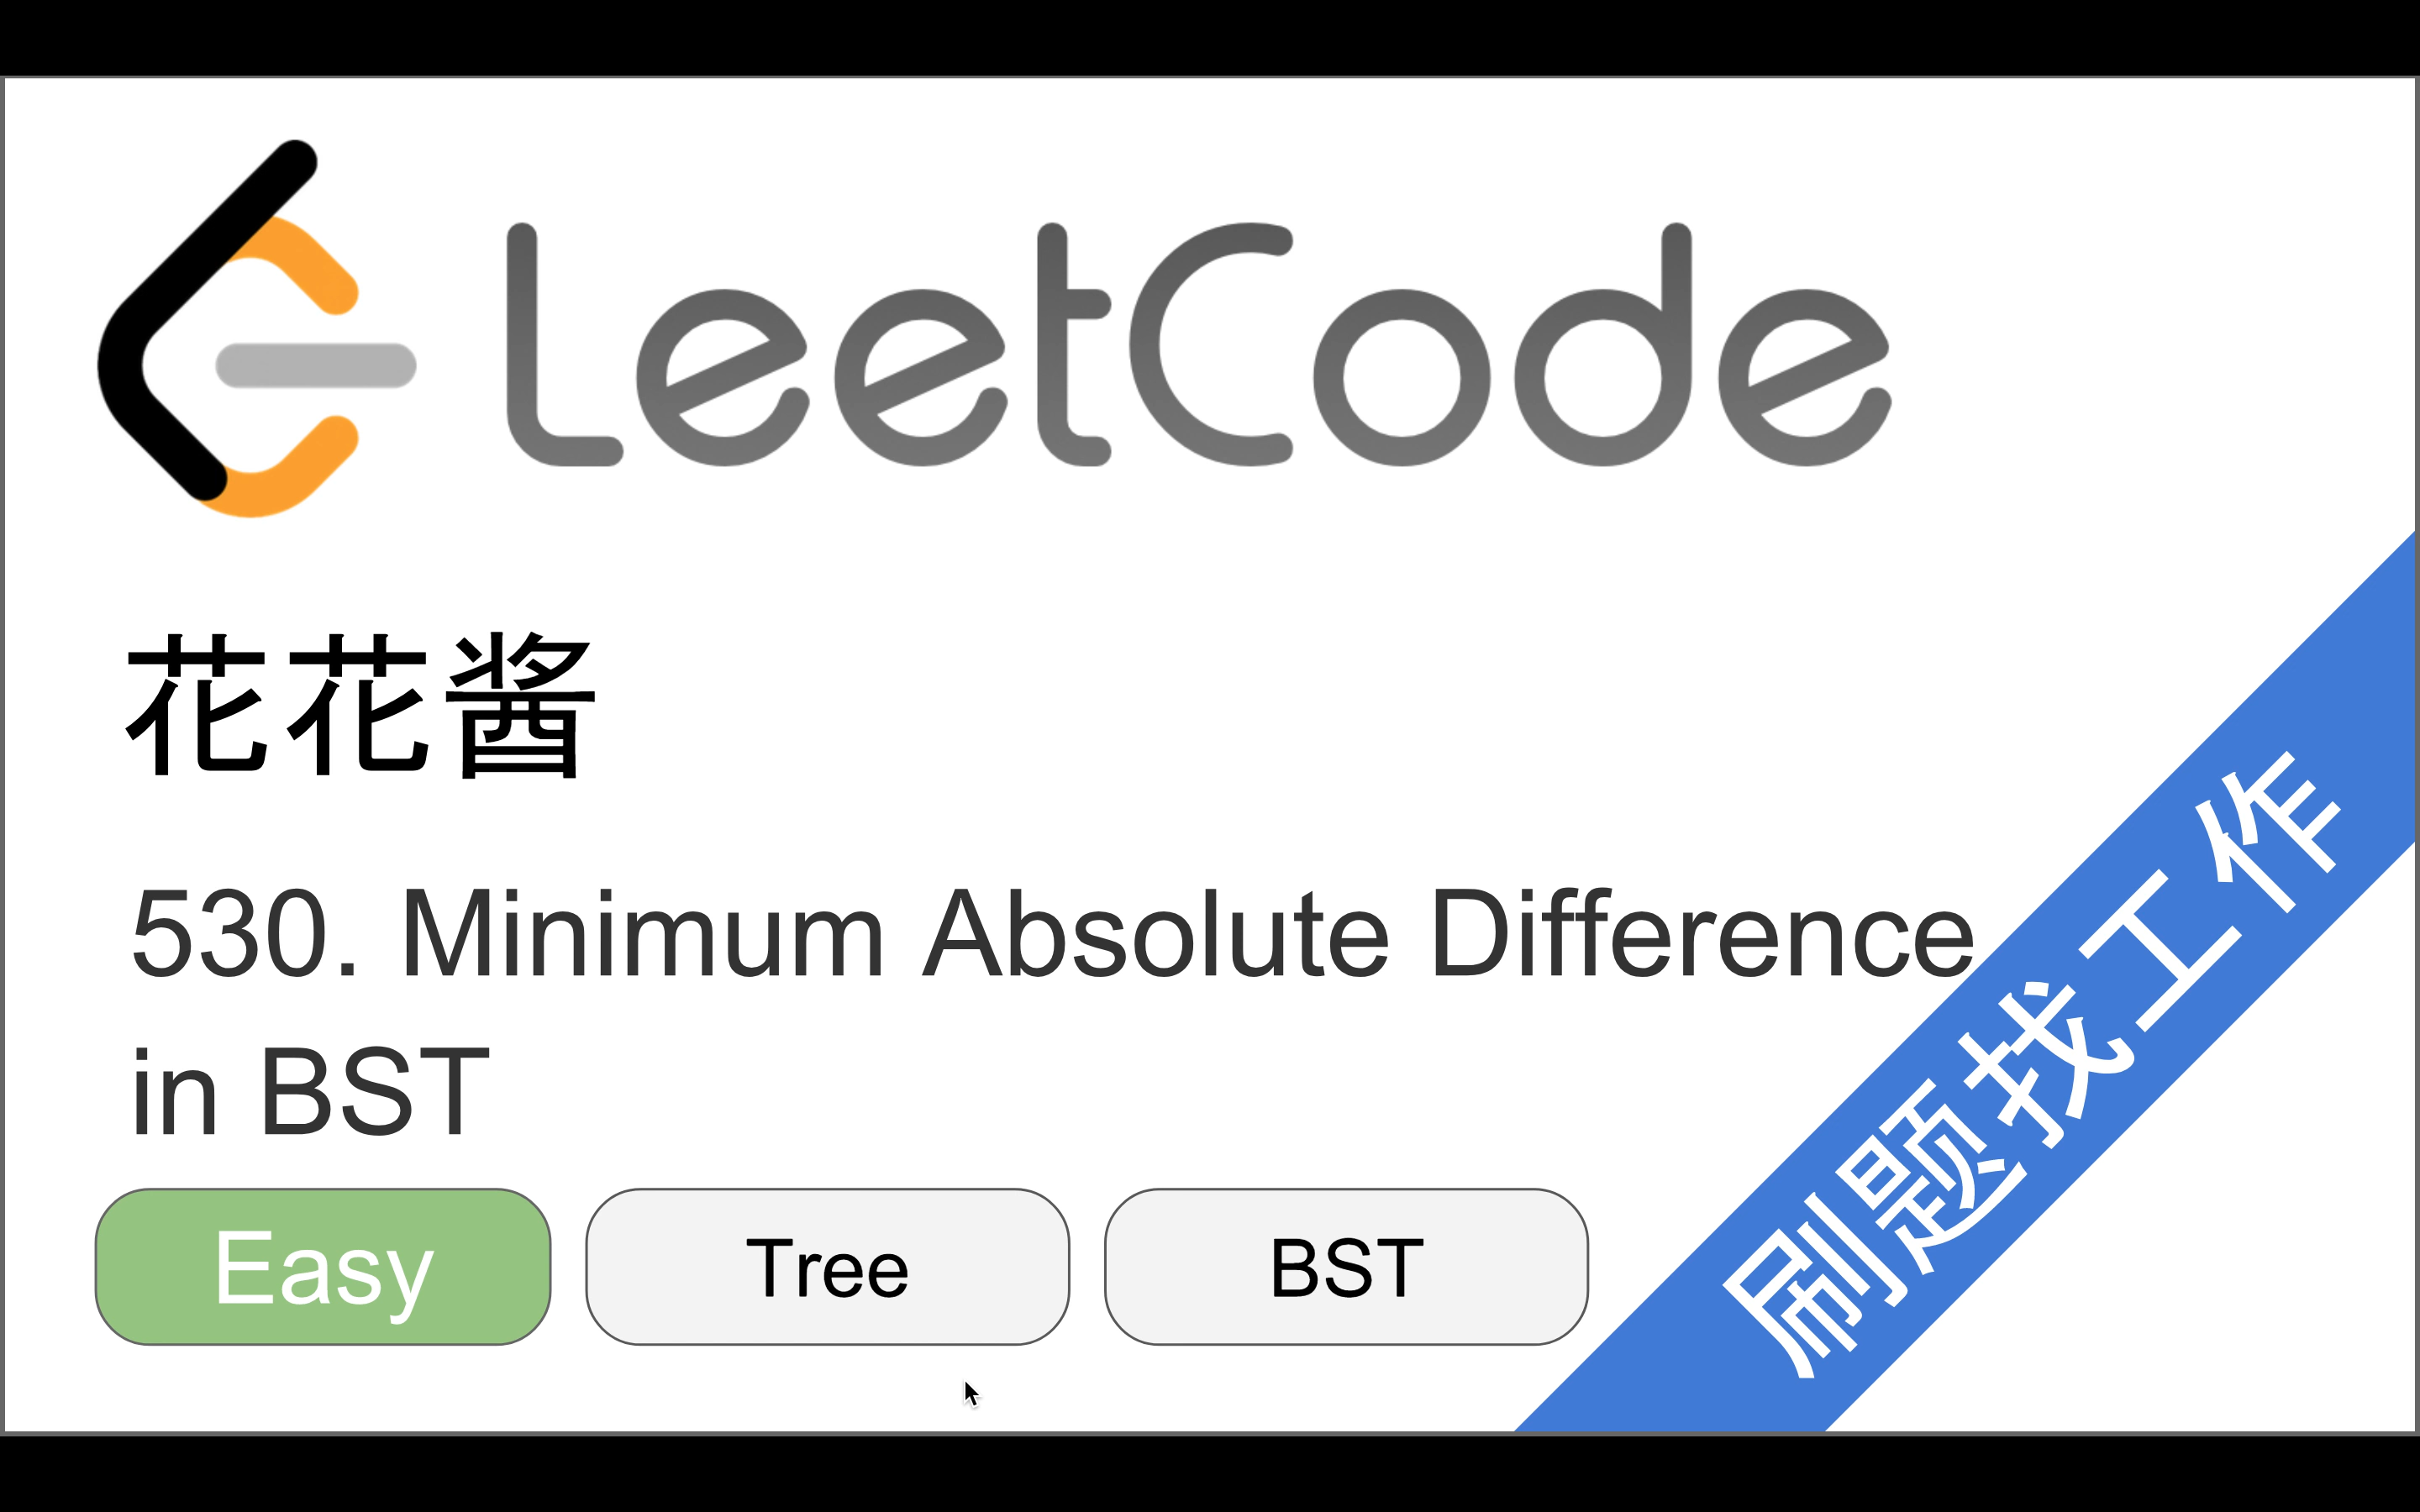 LeetCode
花花酱
530. Minimum Absolute Difference
in BST
Easy
Tree
BST
刷题找工作